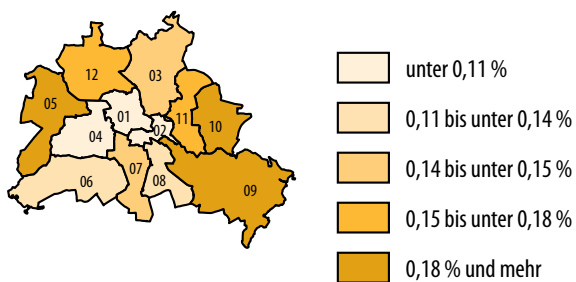 12
03
05
01
11
10
02
04
07
08
06
09
unter 0,11 %
0,11 bis unter 0,14 %
0,14 bis unter 0,15 %
0,15 bis unter 0,18 %
0,18 % und mehr